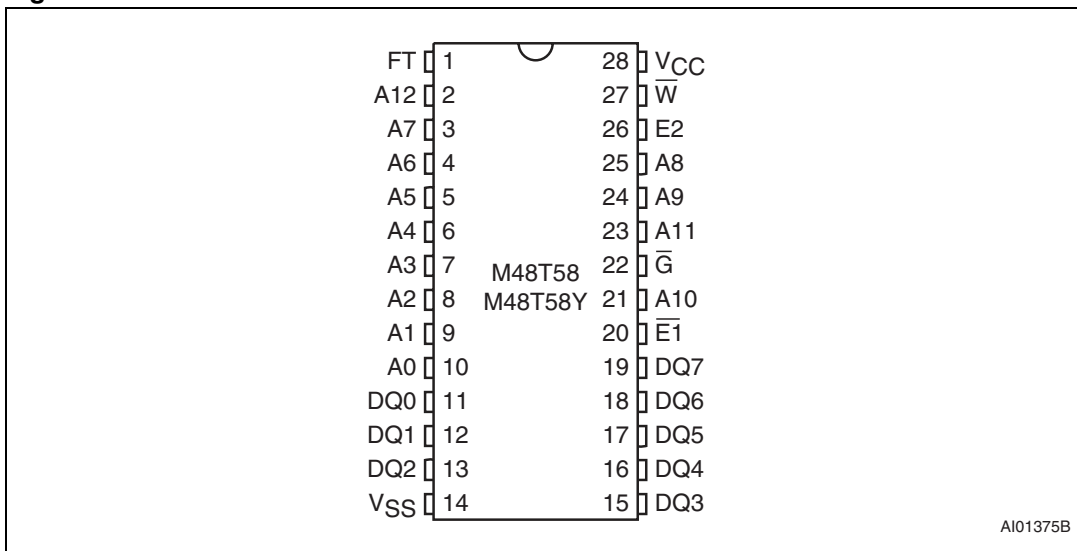 FT 1 28 VCC
A12 2 27 W̅
A7 3 26 E2
A6 4 25 A8
A5 5 24 A9
A4 6 23 A11
A3 7 M48T58 22 G̅
A2 8 M48T58Y 21 A10
A1 9 20 E̅1̅
A0 10 19 DQ7
DQ0 11 18 DQ6
DQ1 12 17 DQ5
DQ2 13 16 DQ4
VSS 14 15 DQ3
AI01375B